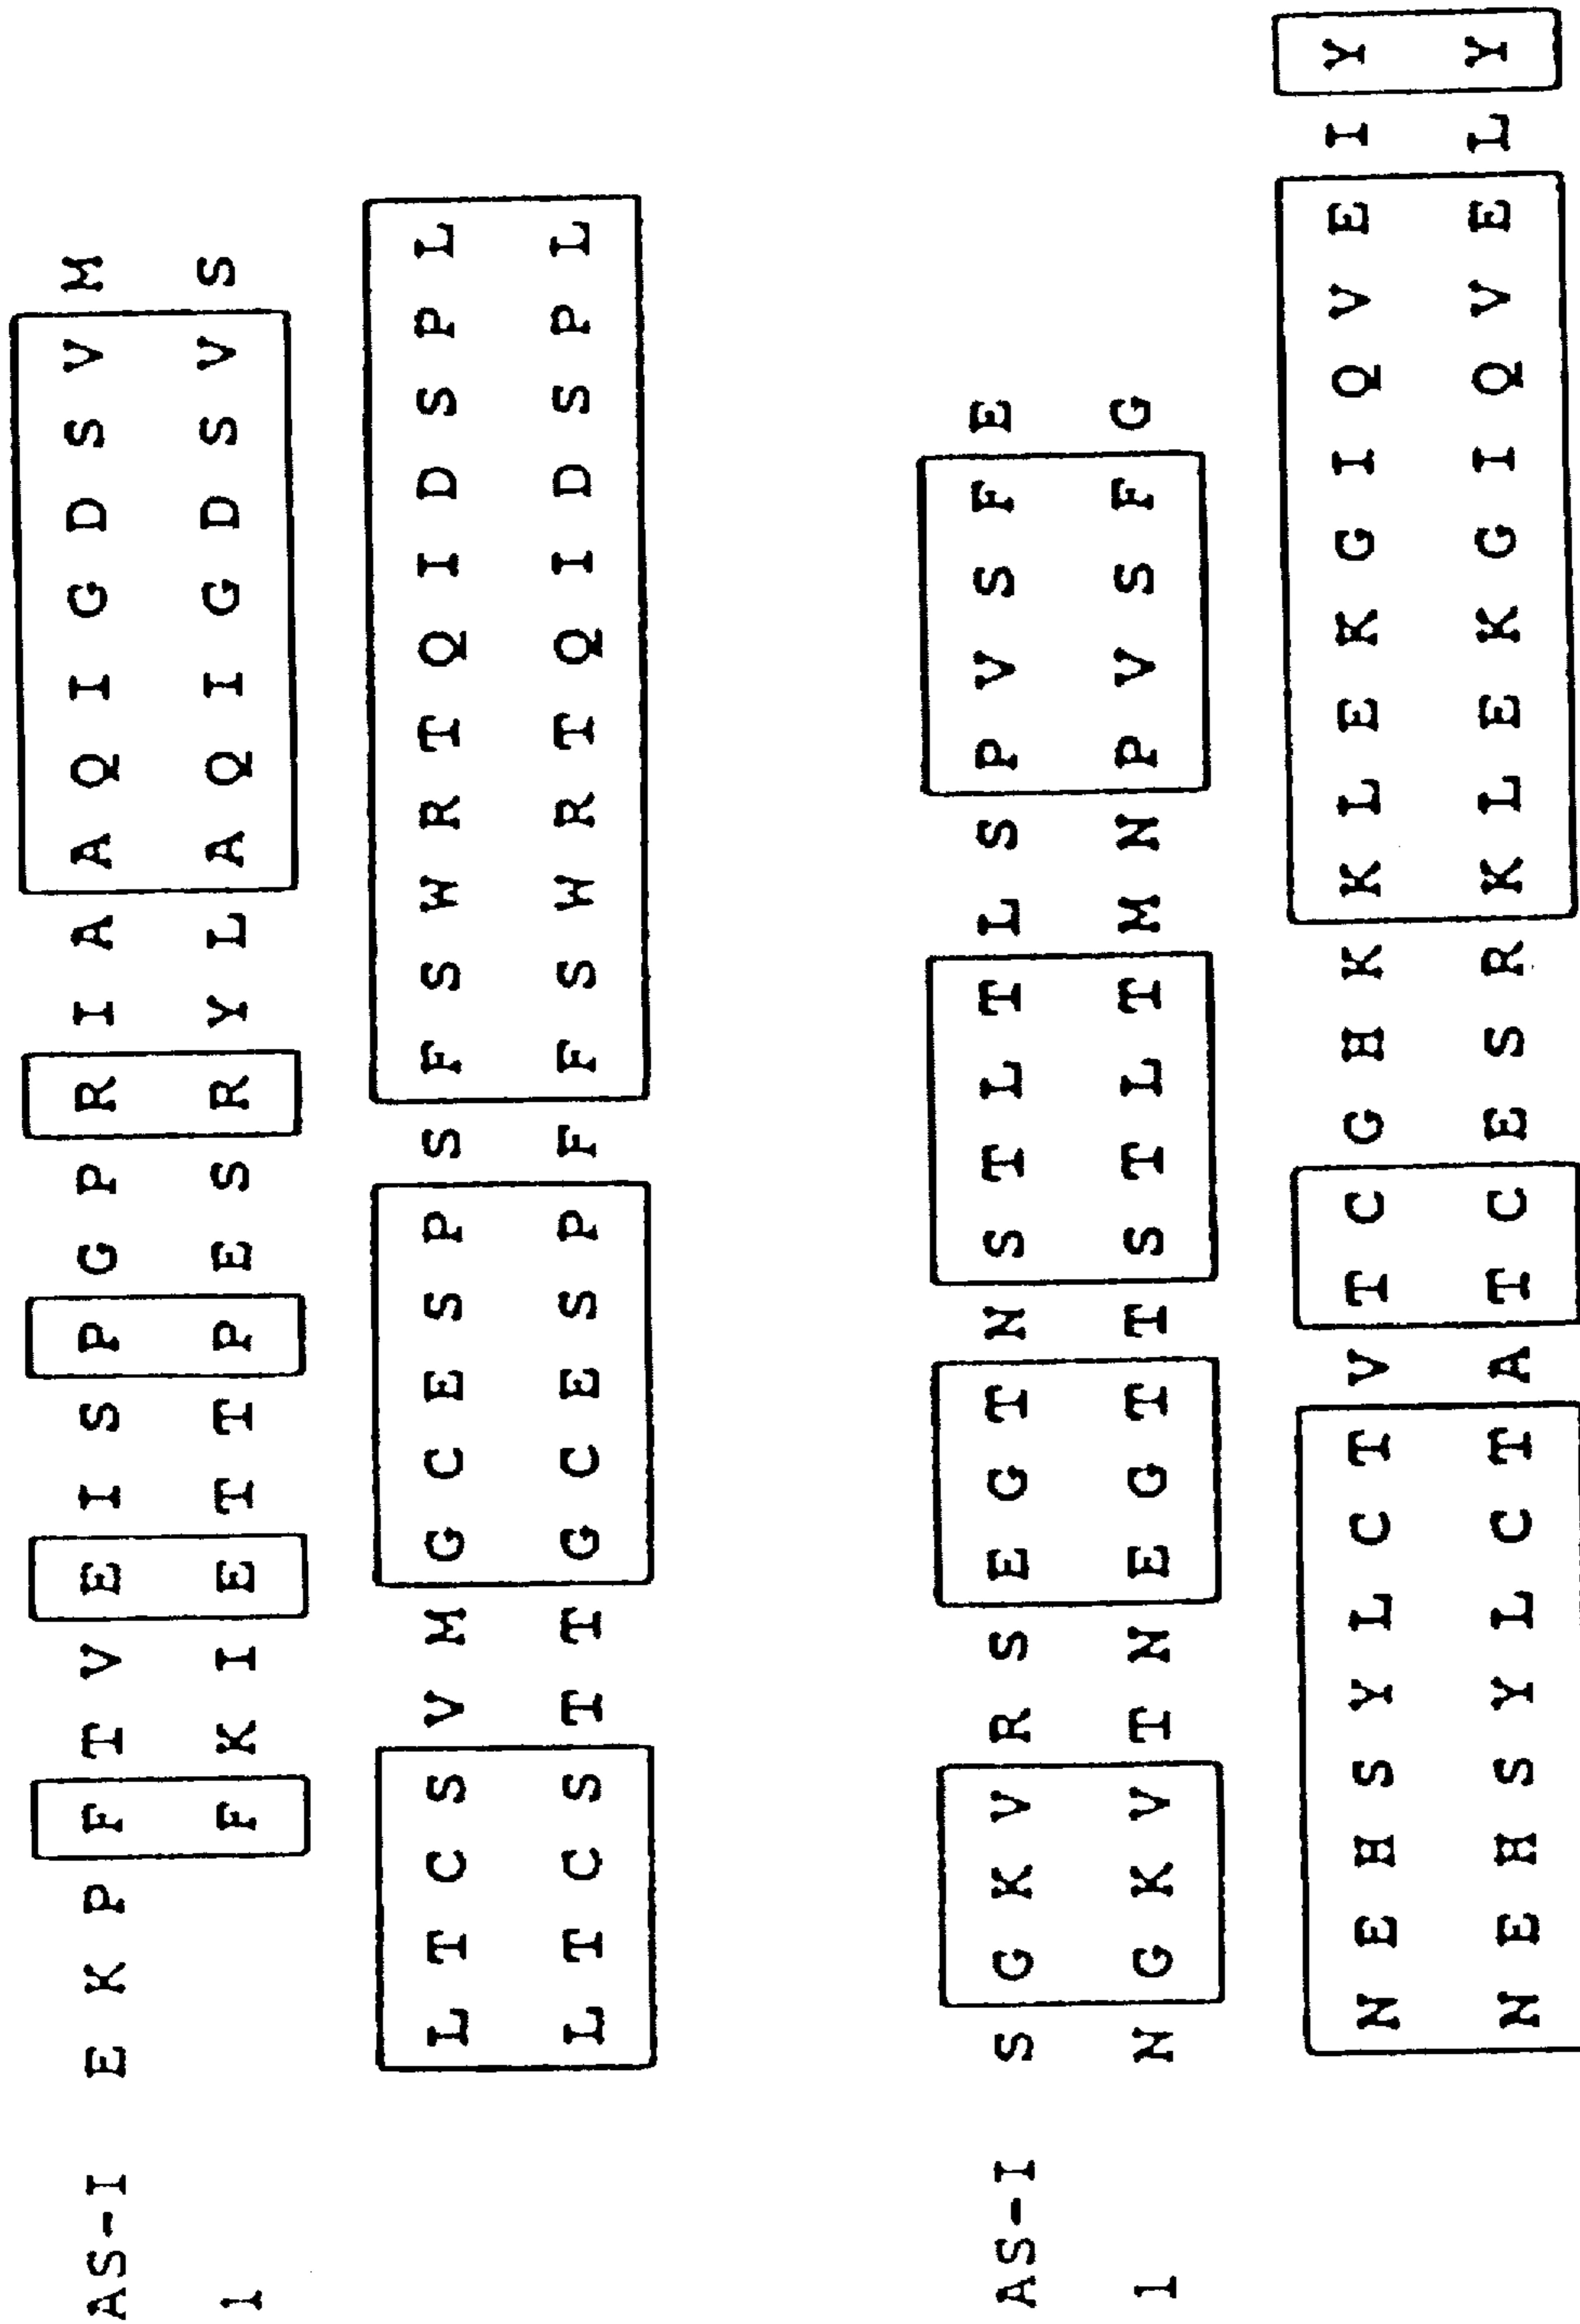 AS-I E K P F T V E I S P G P R I A A Q I G D S V M
1 F K I E T T P E S R Y L A Q I G D S V S
L T C S V M G C E S P S F S W R T Q I D S P L
L T C S T T G C E S P F F S W R T Q I D S P L
AS-I S G K V R S E G T N S T L T L S P V S F E
1 N G K V T N E G T T S T L T M N P V S F G
N E H S Y L C T V T C G H K K L E K G I Q V E I Y
N E H S Y L C T A T C E S R K L E K G I Q V E L Y